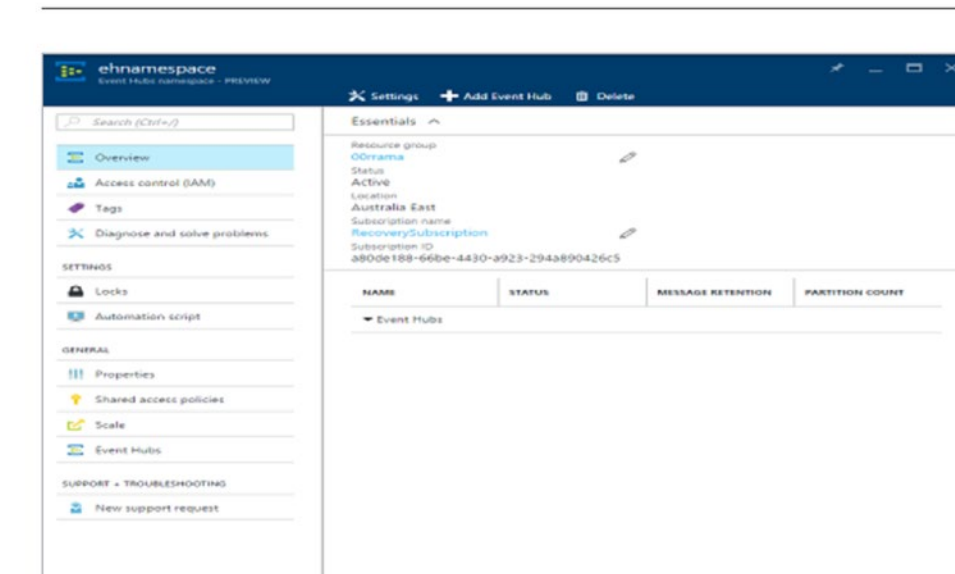 ehnamespace
Event Hubs namespace - PREVIEW
Settings Add Event Hub Delete
Search (Ctrl+/)
Overview
Access control (IAM)
Tags
Diagnose and solve problems
SETTINGS
Locks
Automation script
GENERAL
Properties
Shared access policies
Scale
Event Hubs
SUPPORT + TROUBLESHOOTING
New support request
Essentials
Resource group
00rrama
Status
Active
Location
Australia East
Subscription name
RecoverySubscription
Subscription ID
a80de188-66be-4430-a923-294a890426c5
NAME STATUS MESSAGE RETENTION PARTITION COUNT
Event Hubs